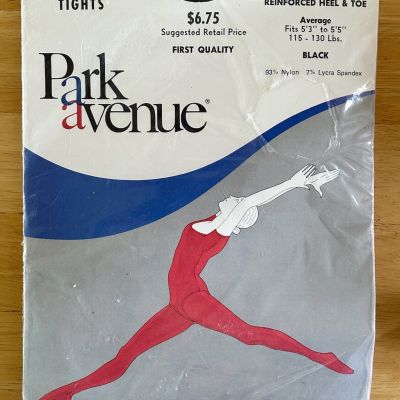 TIGHTS
$6.75
Suggested Retail Price
FIRST QUALITY
REINFORCED HEEL & TOE
Average
Fits 5'3" to 5'5"
115 - 130 Lbs.
BLACK
93% Nylon 7% Lycra Spandex
Park
avenue®